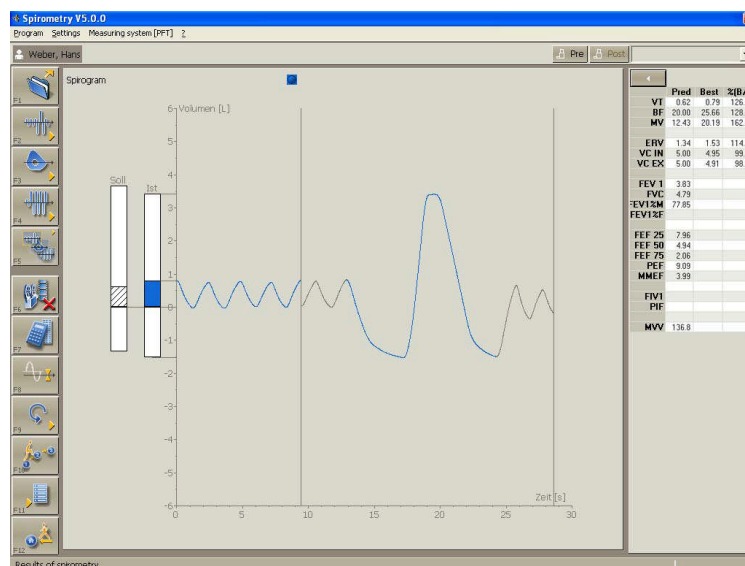 Spirometry V5.0.0
Program Settings Measuring system [PFT] ?
Weber, Hans Pre Post
F1
F2
F3
F4
F5
F6
F7
F8
F9
F10
F11
F12
Spirogram
Volumen [L]
Soll
Ist
6
5
4
3
2
1
0
-1
-2
-3
-4
-5
-6
0 5 10 15 20 25 30
Zeit [s]
Pred Best %(BA
VT 0.62 0.79 126.
BF 20.00 25.66 128.
MV 12.43 20.19 162.
ERV 1.34 1.53 114.
VC IN 5.00 4.95 99.
VC EX 5.00 4.91 98.
FEV 1 3.83
FVC 4.79
FEV1%M 77.85
FEV1%F
FEF 25 7.96
FEF 50 4.94
FEF 75 2.06
PEF 9.09
MMEF 3.99
FIV1
PIF
MVV 136.8
Results of spirometry